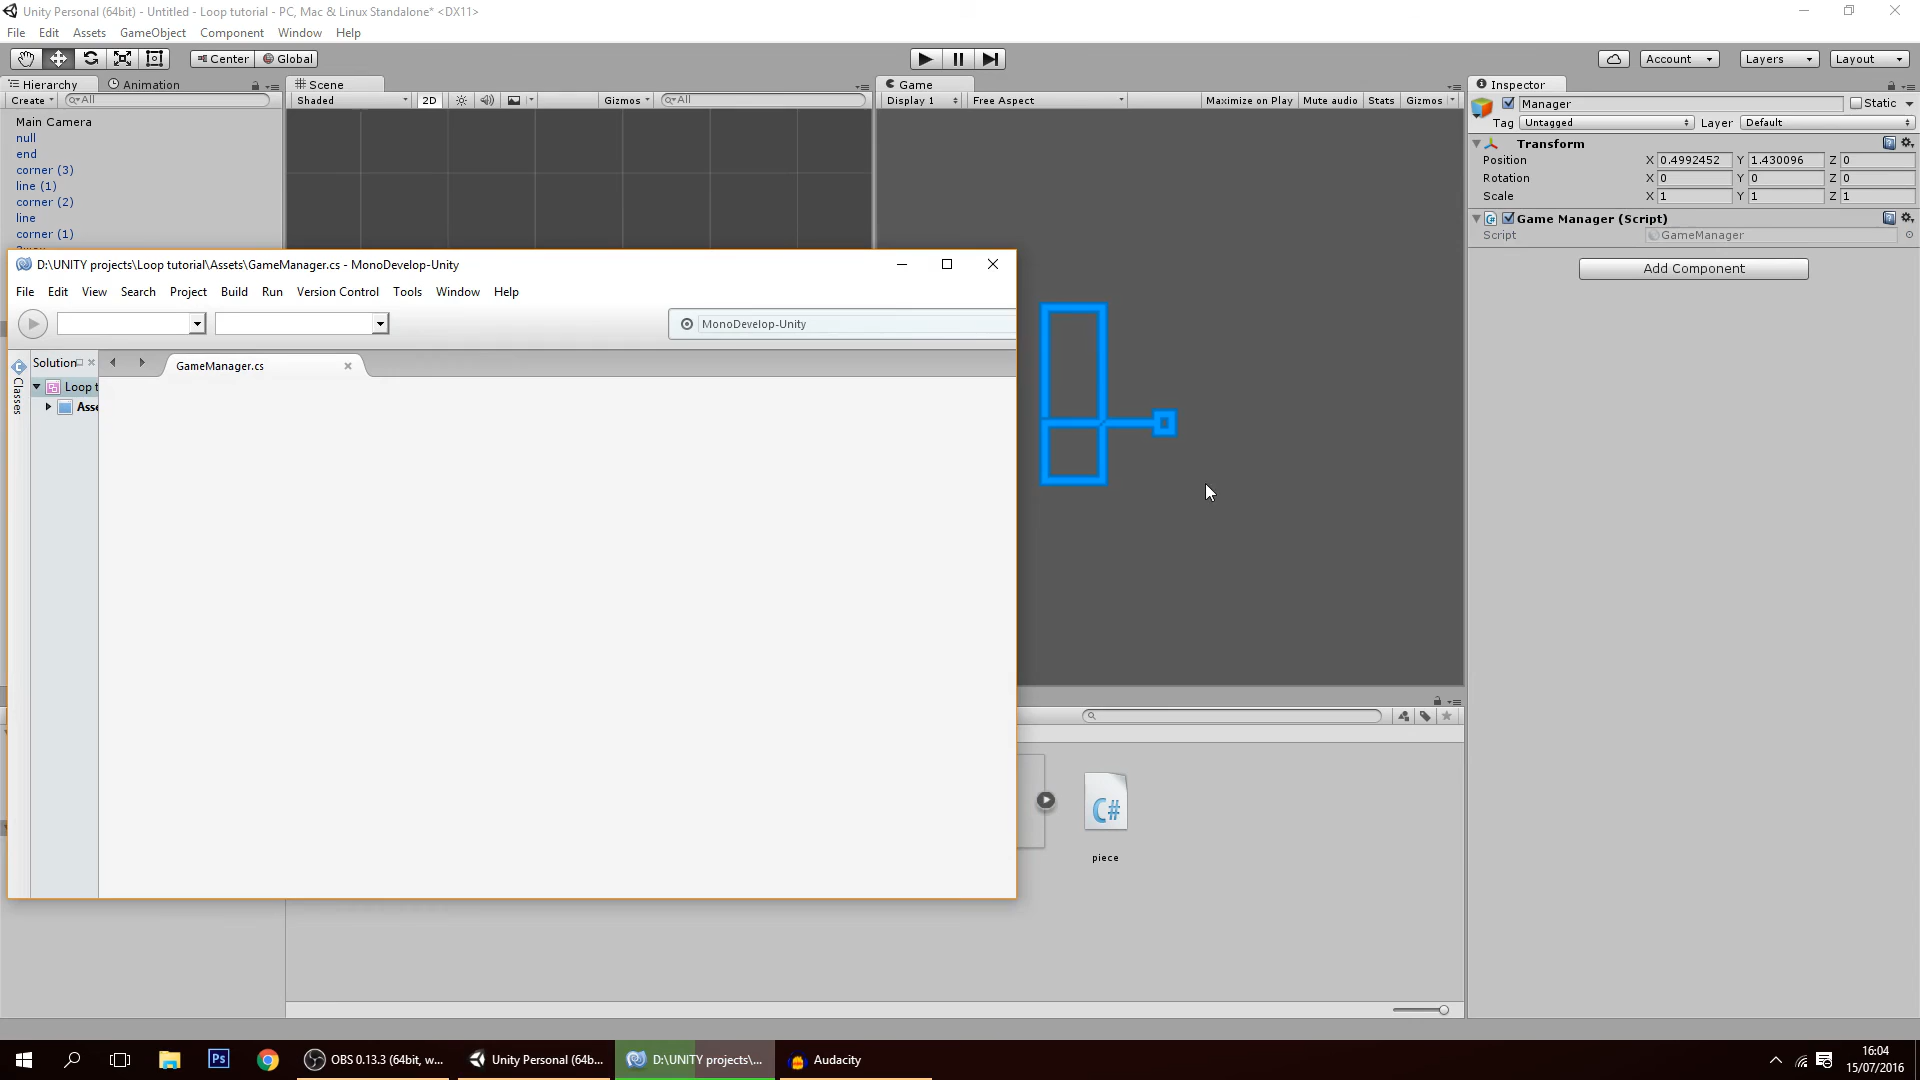 Unity Personal (64bit) - Untitled - Loop tutorial - PC, Mac & Linux Standalone* <DX11>
File Edit Assets GameObject Component Window Help
Center Global Account Layers Layout
Hierarchy Animation Scene Game Inspector
Create All Shaded 2D Gizmos All Display 1 Free Aspect Maximize on Play Mute audio Stats Gizmos Manager Static
Main Camera Tag Untagged Layer Default
null Transform
end Position X 0.4992452 Y 1.430096 Z 0
corner (3) Rotation X 0 Y 0 Z 0
line (1) Scale X 1 Y 1 Z 1
corner (2)
line Game Manager (Script)
corner (1) Script GameManager
D:\UNITY projects\Loop tutorial\Assets\GameManager.cs - MonoDevelop-Unity
Add Component
File Edit View Search Project Build Run Version Control Tools Window Help
MonoDevelop-Unity
Solution GameManager.cs
Classes
Loop t
Asse
C#
piece
Ps OBS 0.13.3 (64bit, w... Unity Personal (64b... D:\UNITY projects\... Audacity
16:04
15/07/2016